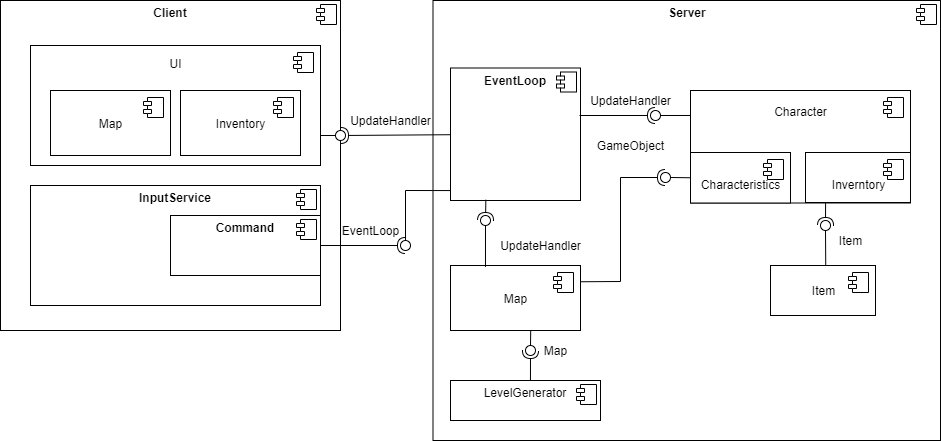 Client
Server
UI
EventLoop
Map
Inventory
UpdateHandler
UpdateHandler
Character
GameObject
Characteristics
Inverntory
InputService
Command
EventLoop
UpdateHandler
Item
Map
Item
Map
LevelGenerator